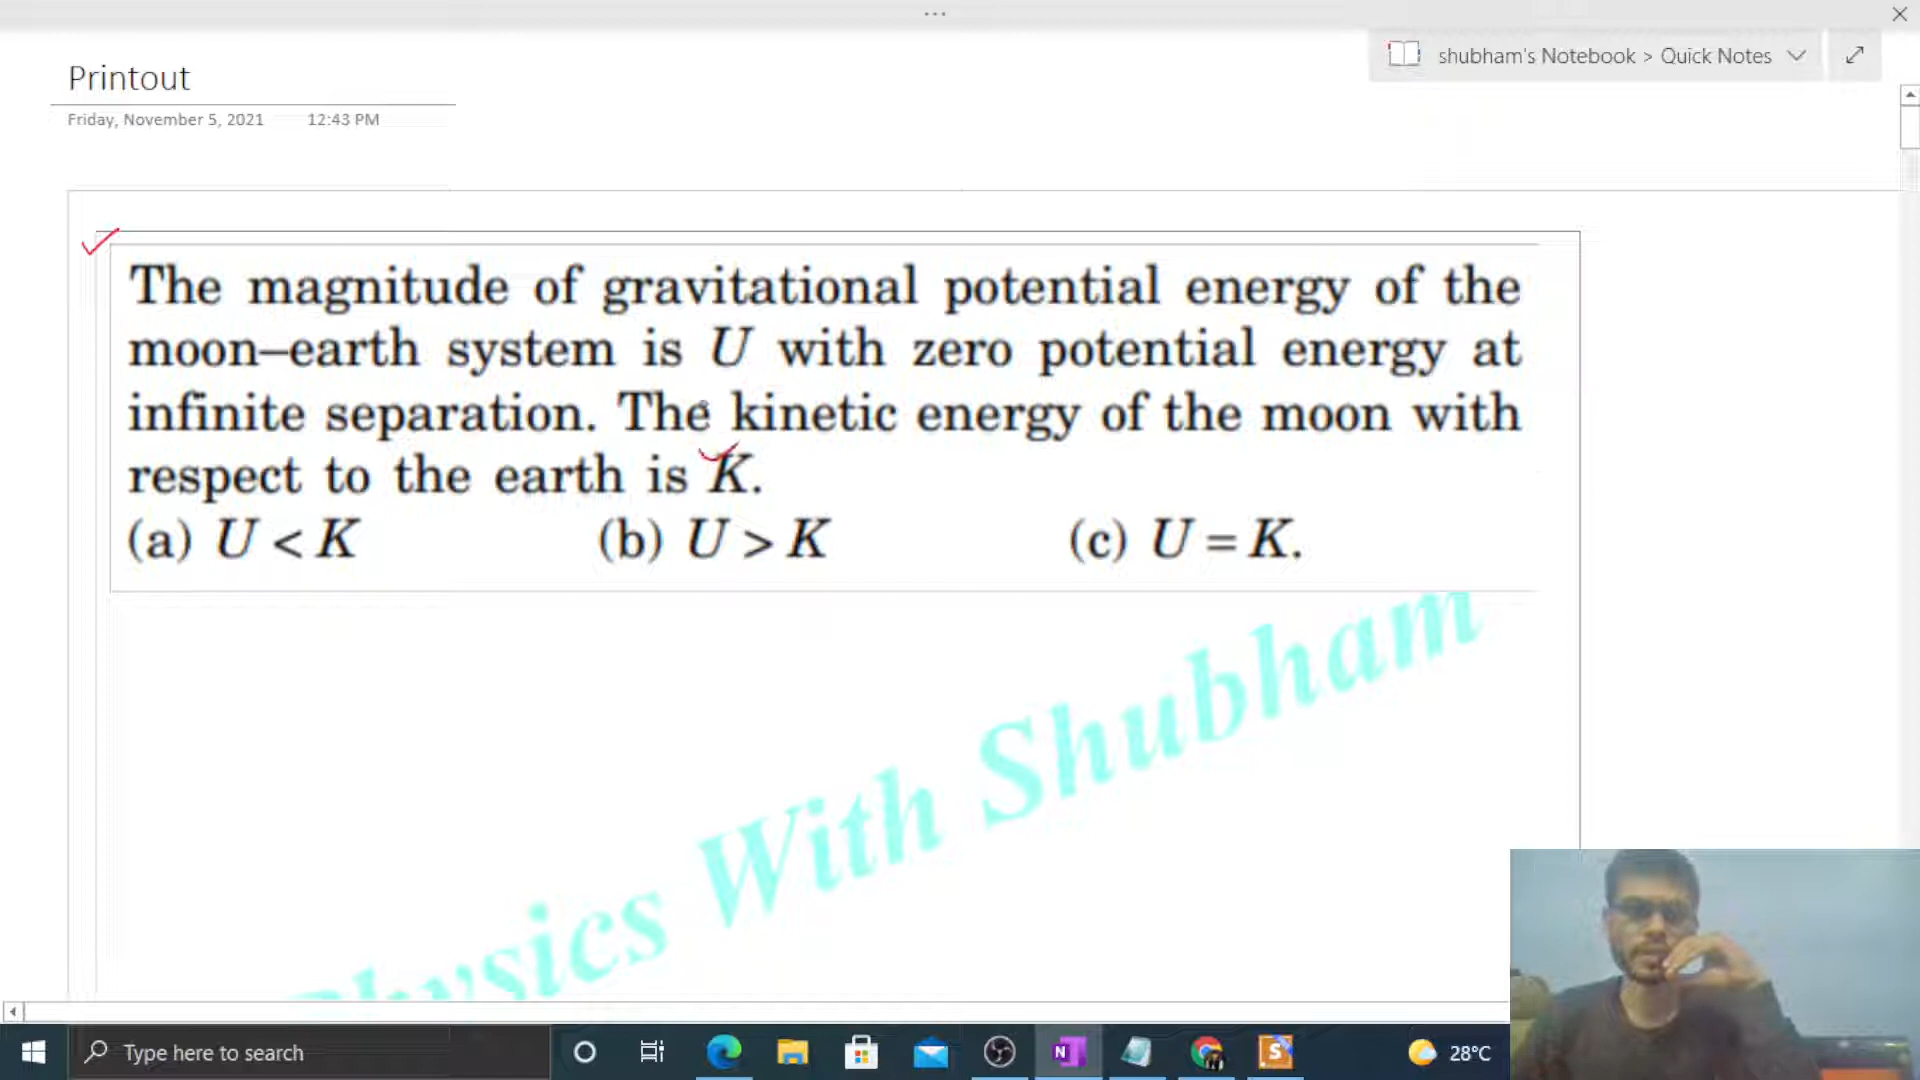 ...
shubham's Notebook > Quick Notes
Printout
Friday, November 5, 2021 12:43 PM
The magnitude of gravitational potential energy of the
moon–earth system is U with zero potential energy at
infinite separation. The kinetic energy of the moon with
respect to the earth is K.
(a) U < K (b) U > K (c) U = K.
Physics With Shubham
Type here to search
N
S
28°C